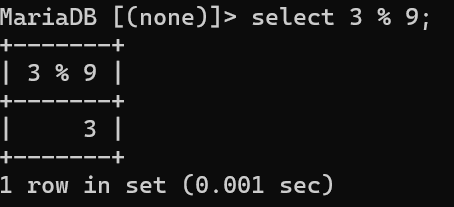 MariaDB [(none)]> select 3 % 9;
+-------+
| 3 % 9 |
+-------+
|     3 |
+-------+
1 row in set (0.001 sec)